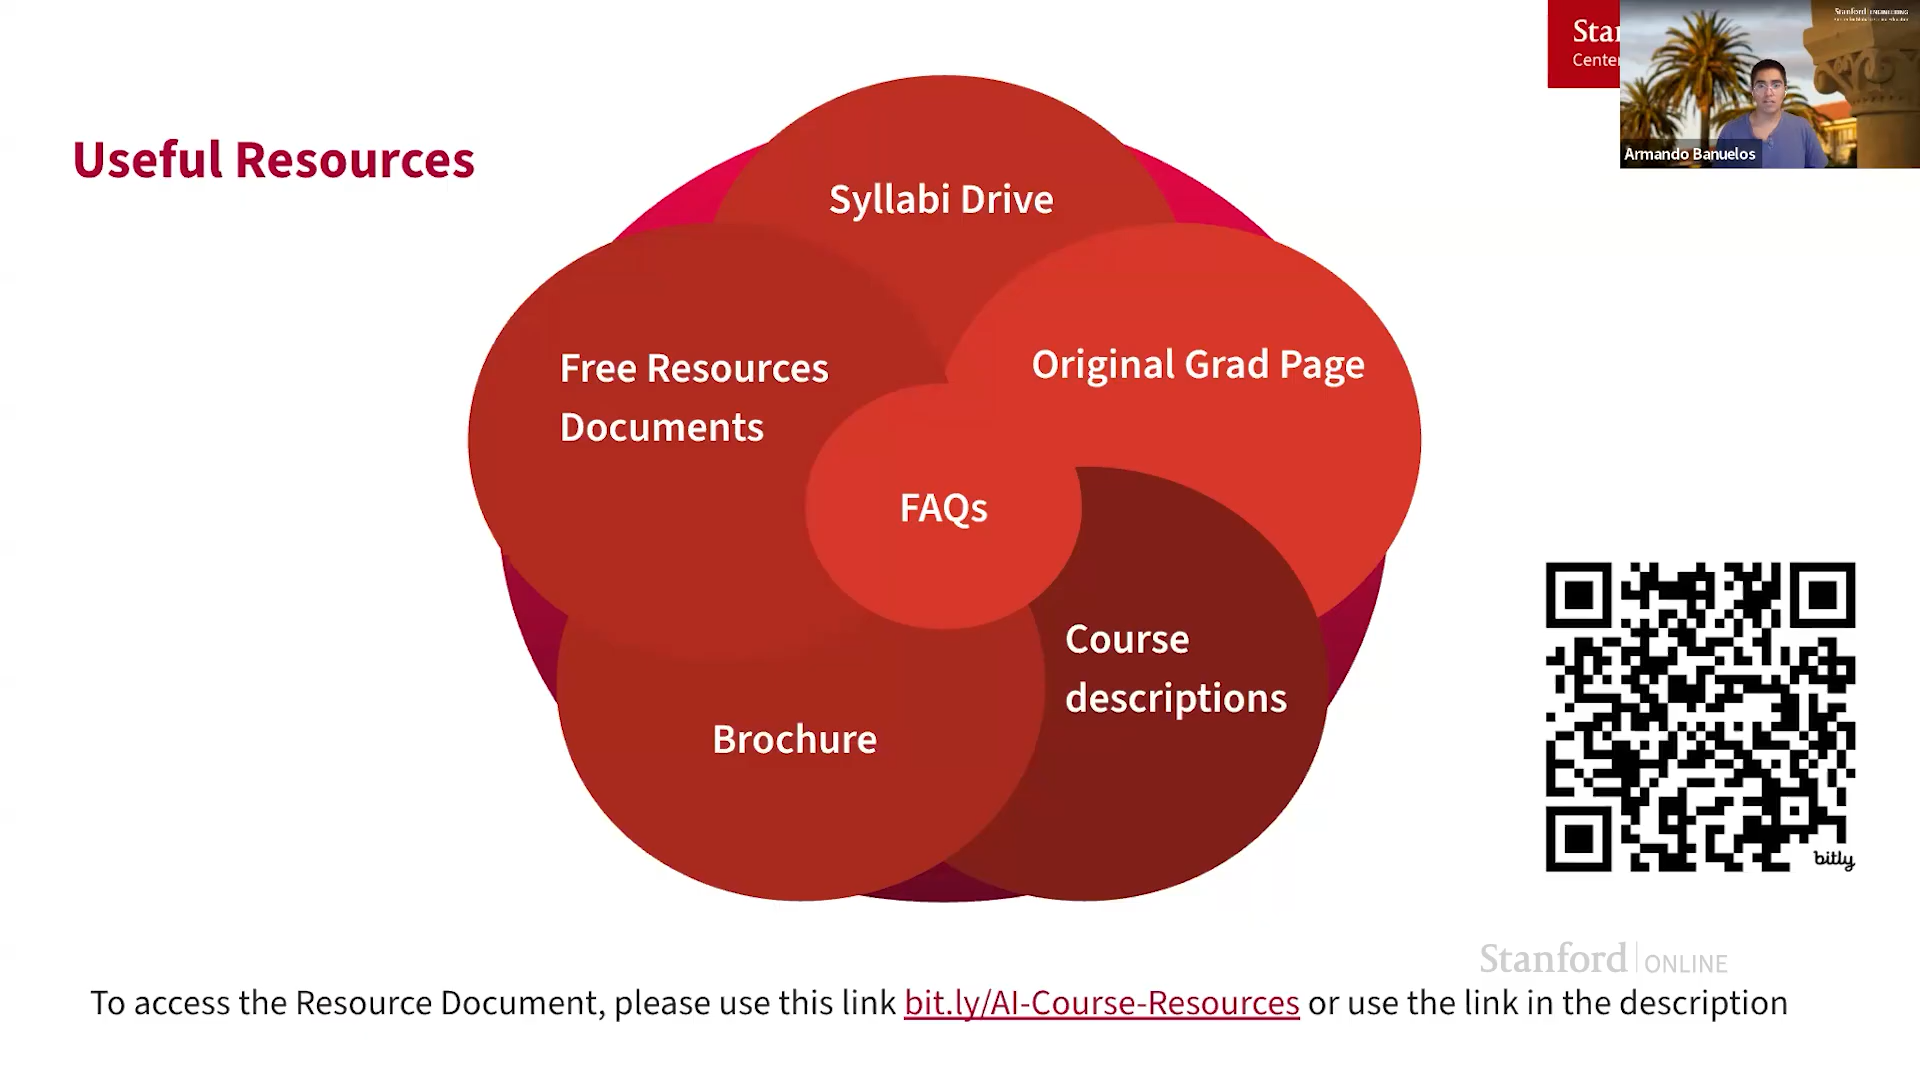 Useful Resources
Syllabi Drive
Free Resources
Documents
Original Grad Page
FAQs
Course
descriptions
Brochure
Stanford
Armando Banuelos
bitly
Stanford ONLINE
To access the Resource Document, please use this link bit.ly/AI-Course-Resources or use the link in the description